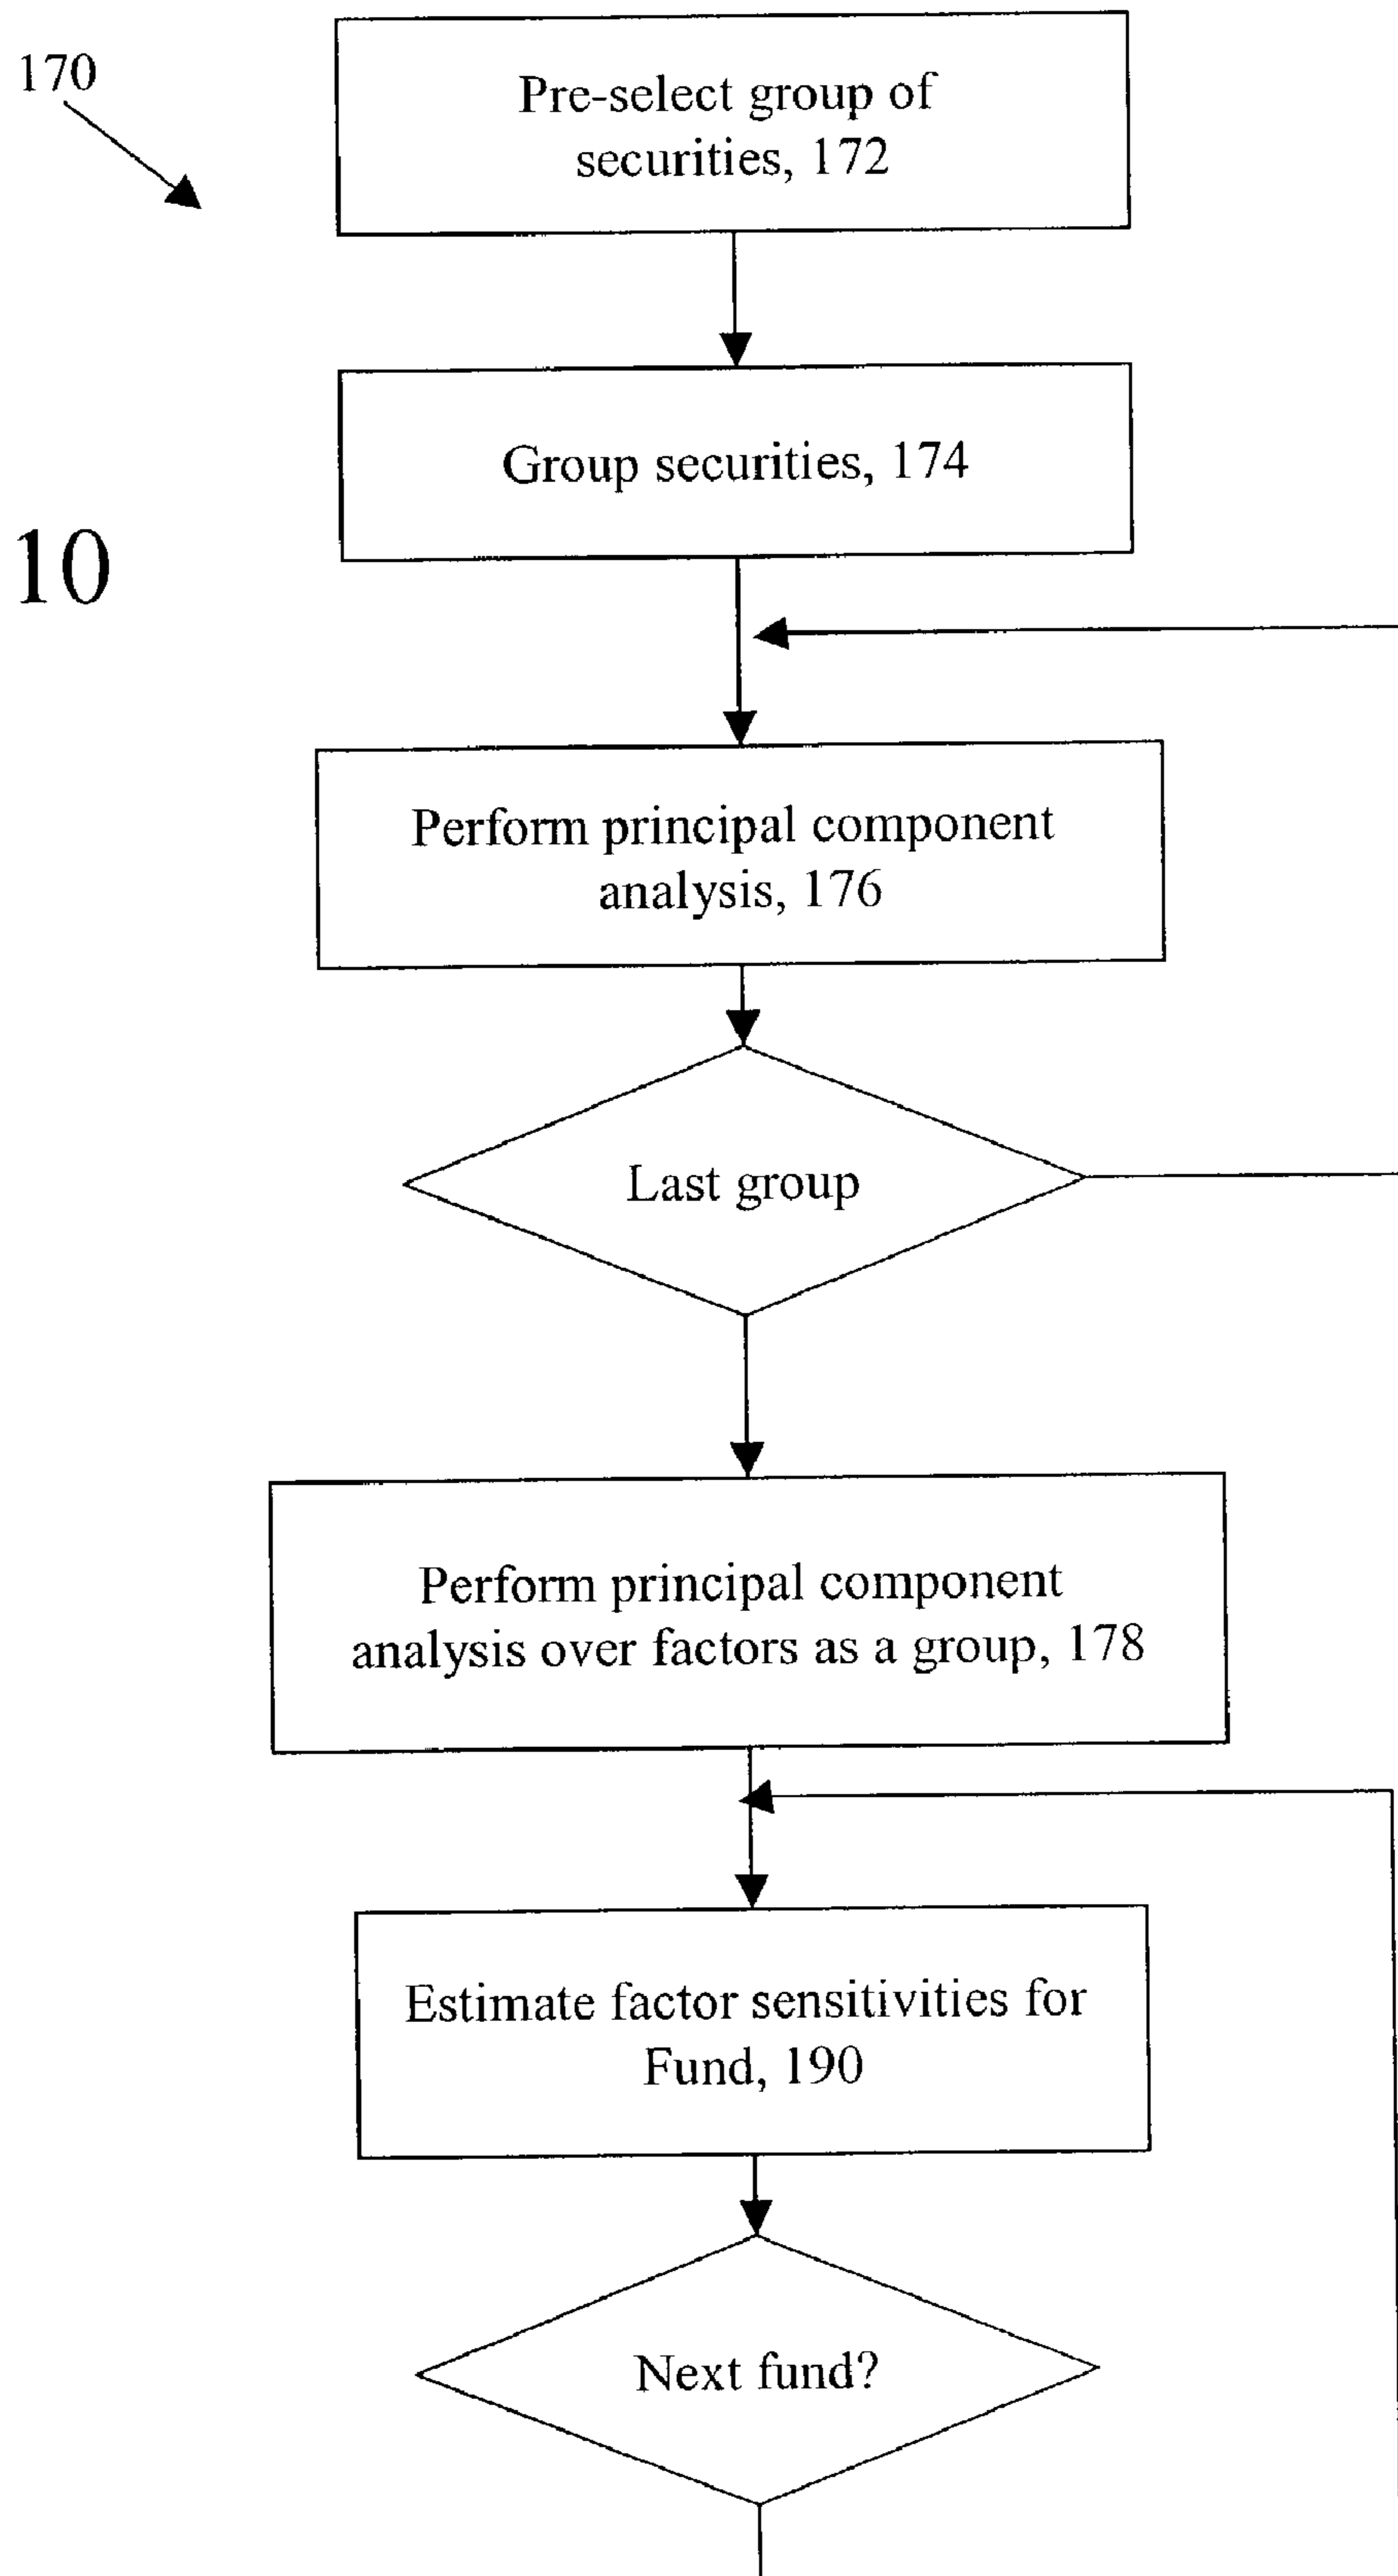 170
Pre-select group of
securities, 172
Group securities, 174
10
Perform principal component
analysis, 176
Last group
Perform principal component
analysis over factors as a group, 178
Estimate factor sensitivities for
Fund, 190
Next fund?